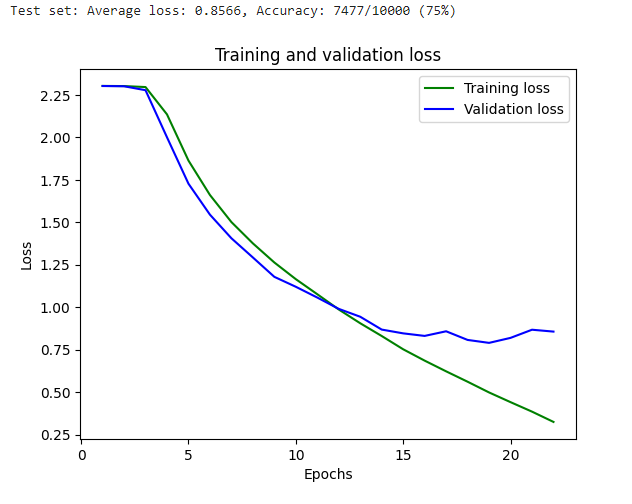 Test set: Average loss: 0.8566, Accuracy: 7477/10000 (75%)
Training and validation loss
Training loss
Validation loss
2.25
2.00
1.75
1.50
1.25
1.00
0.75
0.50
0.25
Loss
0 5 10 15 20
Epochs